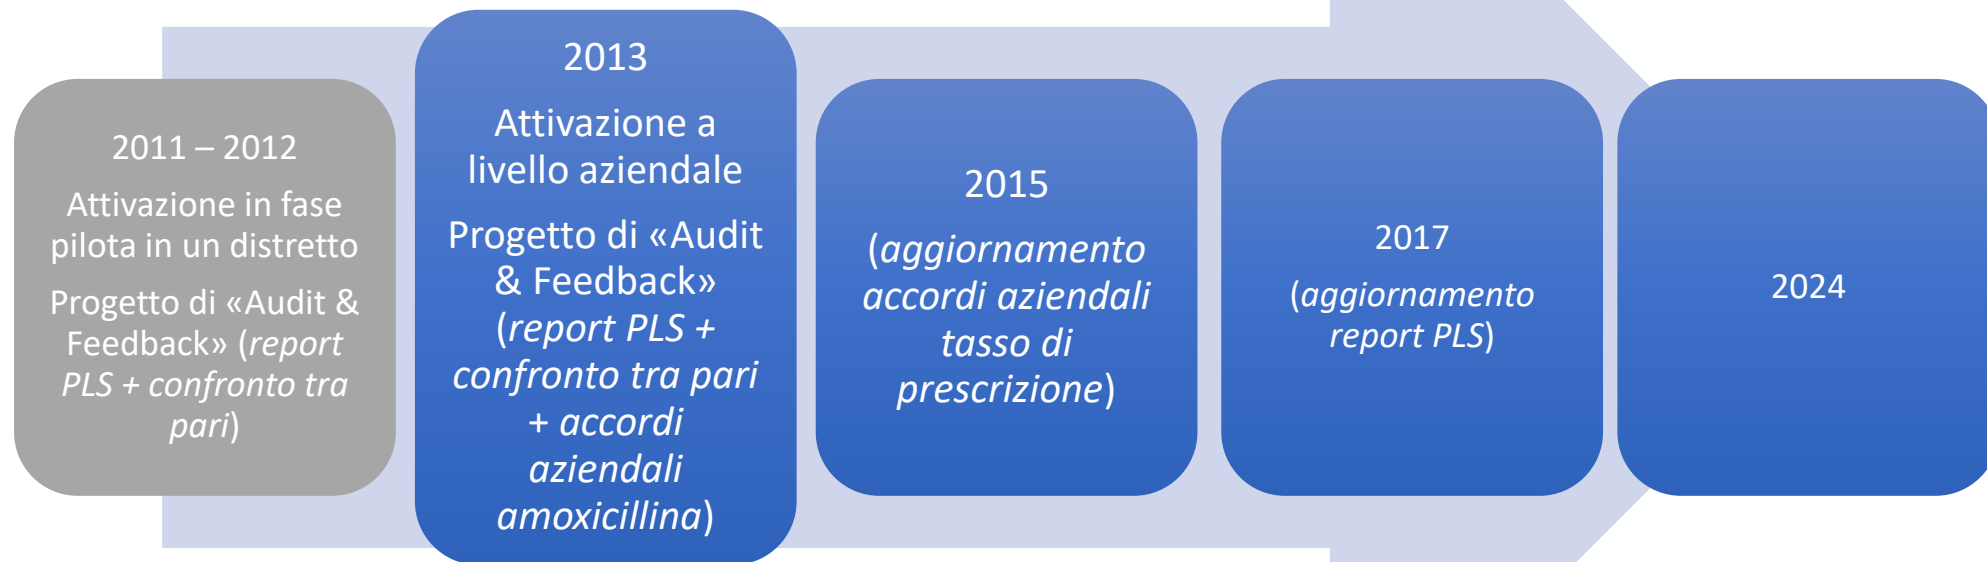 2011 – 2012
Attivazione in fase
pilota in un distretto
Progetto di «Audit &
Feedback» (report
PLS + confronto tra
pari)
2013
Attivazione a
livello aziendale
Progetto di «Audit
& Feedback»
(report PLS +
confronto tra pari
+ accordi
aziendali
amoxicillina)
2015
(aggiornamento
accordi aziendali
tasso di
prescrizione)
2017
(aggiornamento
report PLS)
2024